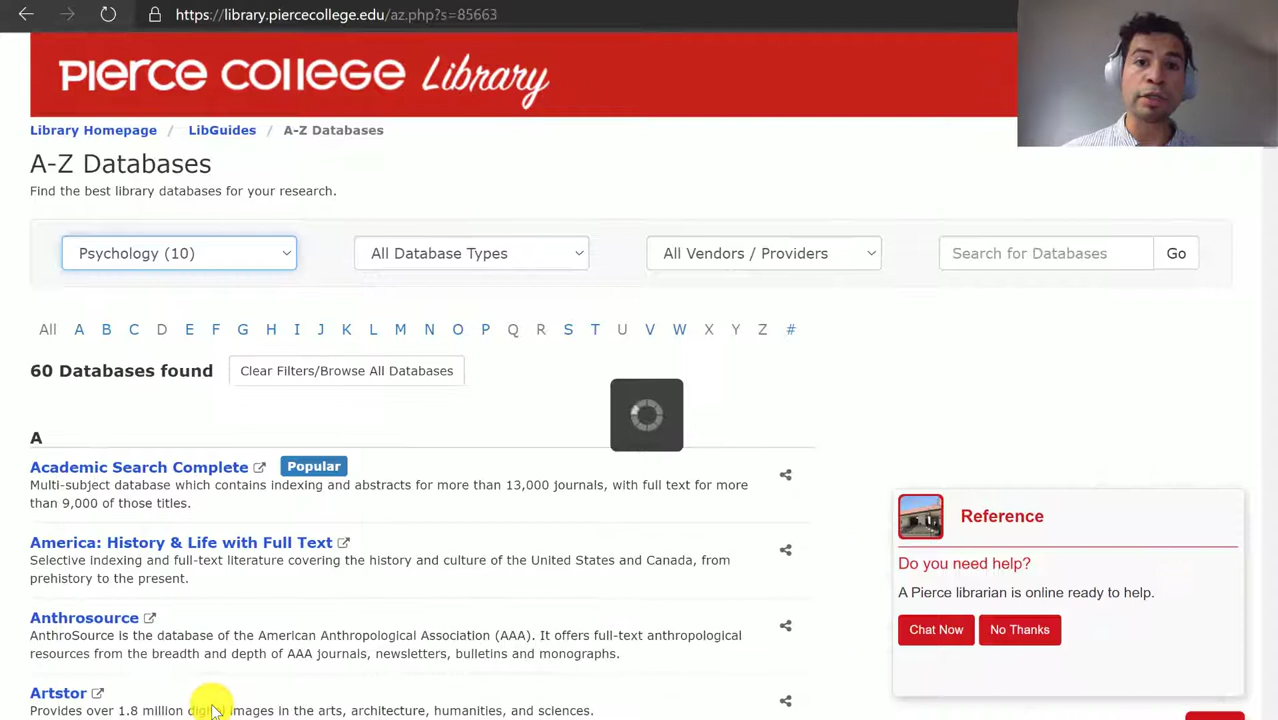 https://library.piercecollege.edu/az.php?s=85663
PIERCE COLLEGE Library
Library Homepage / LibGuides / A-Z Databases
A-Z Databases
Find the best library databases for your research.
Psychology (10)
All Database Types
All Vendors / Providers
Search for Databases
Go
All A B C D E F G H I J K L M N O P Q R S T U V W X Y Z #
60 Databases found
Clear Filters/Browse All Databases
A
Academic Search Complete
Popular
Multi-subject database which contains indexing and abstracts for more than 13,000 journals, with full text for more
than 9,000 of those titles.
America: History & Life with Full Text
Selective indexing and full-text literature covering the history and culture of the United States and Canada, from
prehistory to the present.
Anthrosource
AnthroSource is the database of the American Anthropological Association (AAA). It offers full-text anthropological
resources from the breadth and depth of AAA journals, newsletters, bulletins and monographs.
Artstor
Provides over 1.8 million digital images in the arts, architecture, humanities, and sciences.
Reference
Do you need help?
A Pierce librarian is online ready to help.
Chat Now
No Thanks